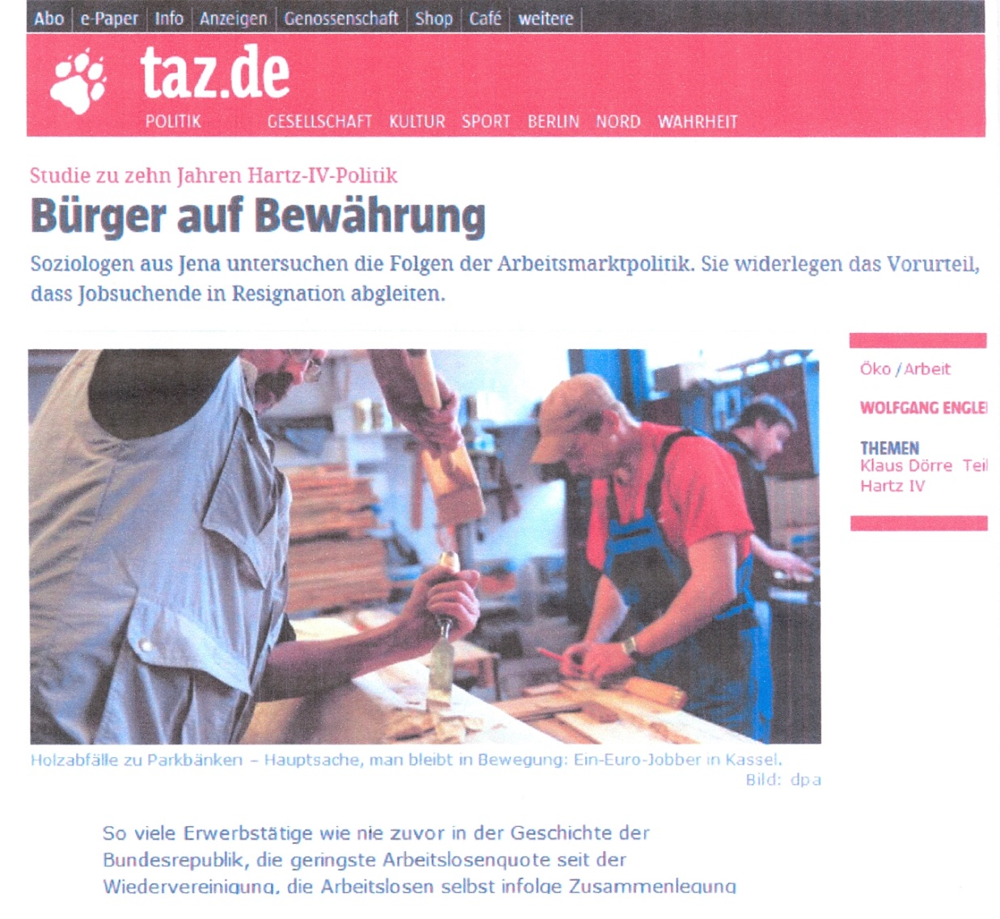 Abo e-Paper Info Anzeigen Genossenschaft Shop Café weitere
taz.de
POLITIK GESELLSCHAFT KULTUR SPORT BERLIN NORD WAHRHEIT
Studie zu zehn Jahren Hartz-IV-Politik
Bürger auf Bewährung
Soziologen aus Jena untersuchen die Folgen der Arbeitsmarktpolitik. Sie widerlegen das Vorurteil,
dass Jobsuchende in Resignation abgleiten.
Öko / Arbeit
WOLFGANG ENGLE
THEMEN
Klaus Dörre Teil
Hartz IV
Holzabfälle zu Parkbänken – Hauptsache, man bleibt in Bewegung: Ein-Euro-Jobber in Kassel.
Bild: dpa
So viele Erwerbstätige wie nie zuvor in der Geschichte der
Bundesrepublik, die geringste Arbeitslosenquote seit der
Wiedervereinigung, die Arbeitslosen selbst infolge Zusammenlegung